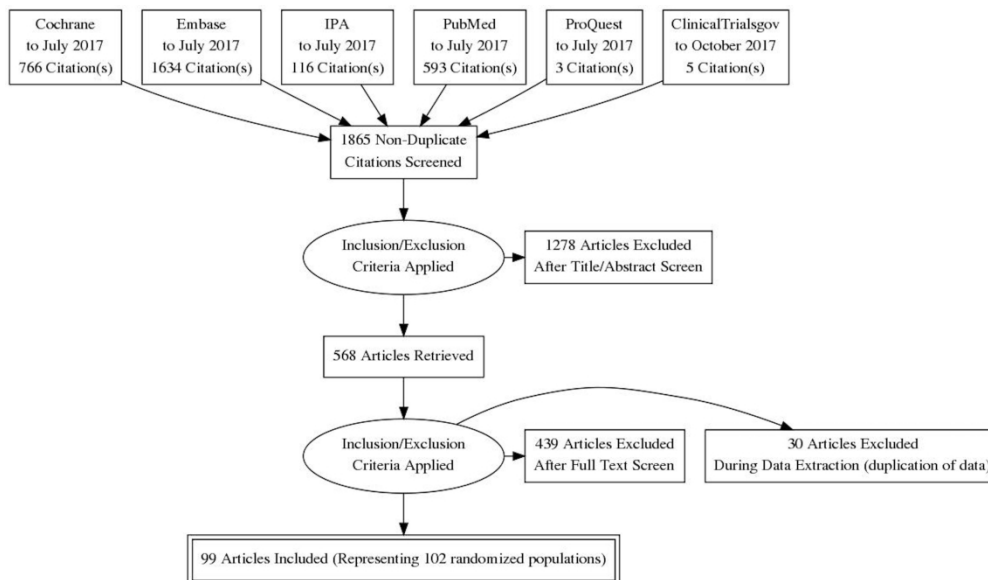 Cochrane
to July 2017
766 Citation(s)
Embase
to July 2017
1634 Citation(s)
IPA
to July 2017
116 Citation(s)
PubMed
to July 2017
593 Citation(s)
ProQuest
to July 2017
3 Citation(s)
ClinicalTrialsgov
to October 2017
5 Citation(s)
1865 Non-Duplicate
Citations Screened
Inclusion/Exclusion
Criteria Applied
1278 Articles Excluded
After Title/Abstract Screen
568 Articles Retrieved
Inclusion/Exclusion
Criteria Applied
439 Articles Excluded
After Full Text Screen
30 Articles Excluded
During Data Extraction (duplication of data)
99 Articles Included (Representing 102 randomized populations)